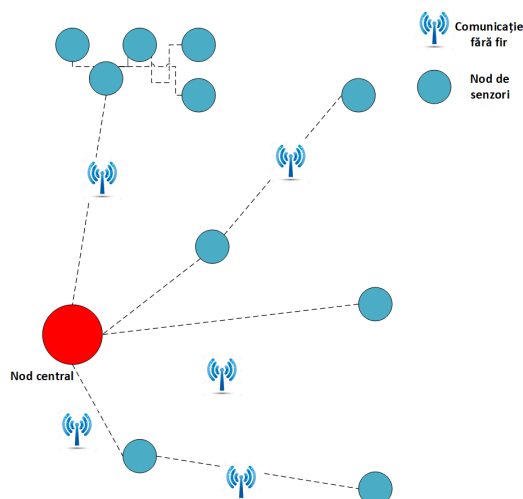 Comunicație
fără fir
Nod de
senzori
Nod central